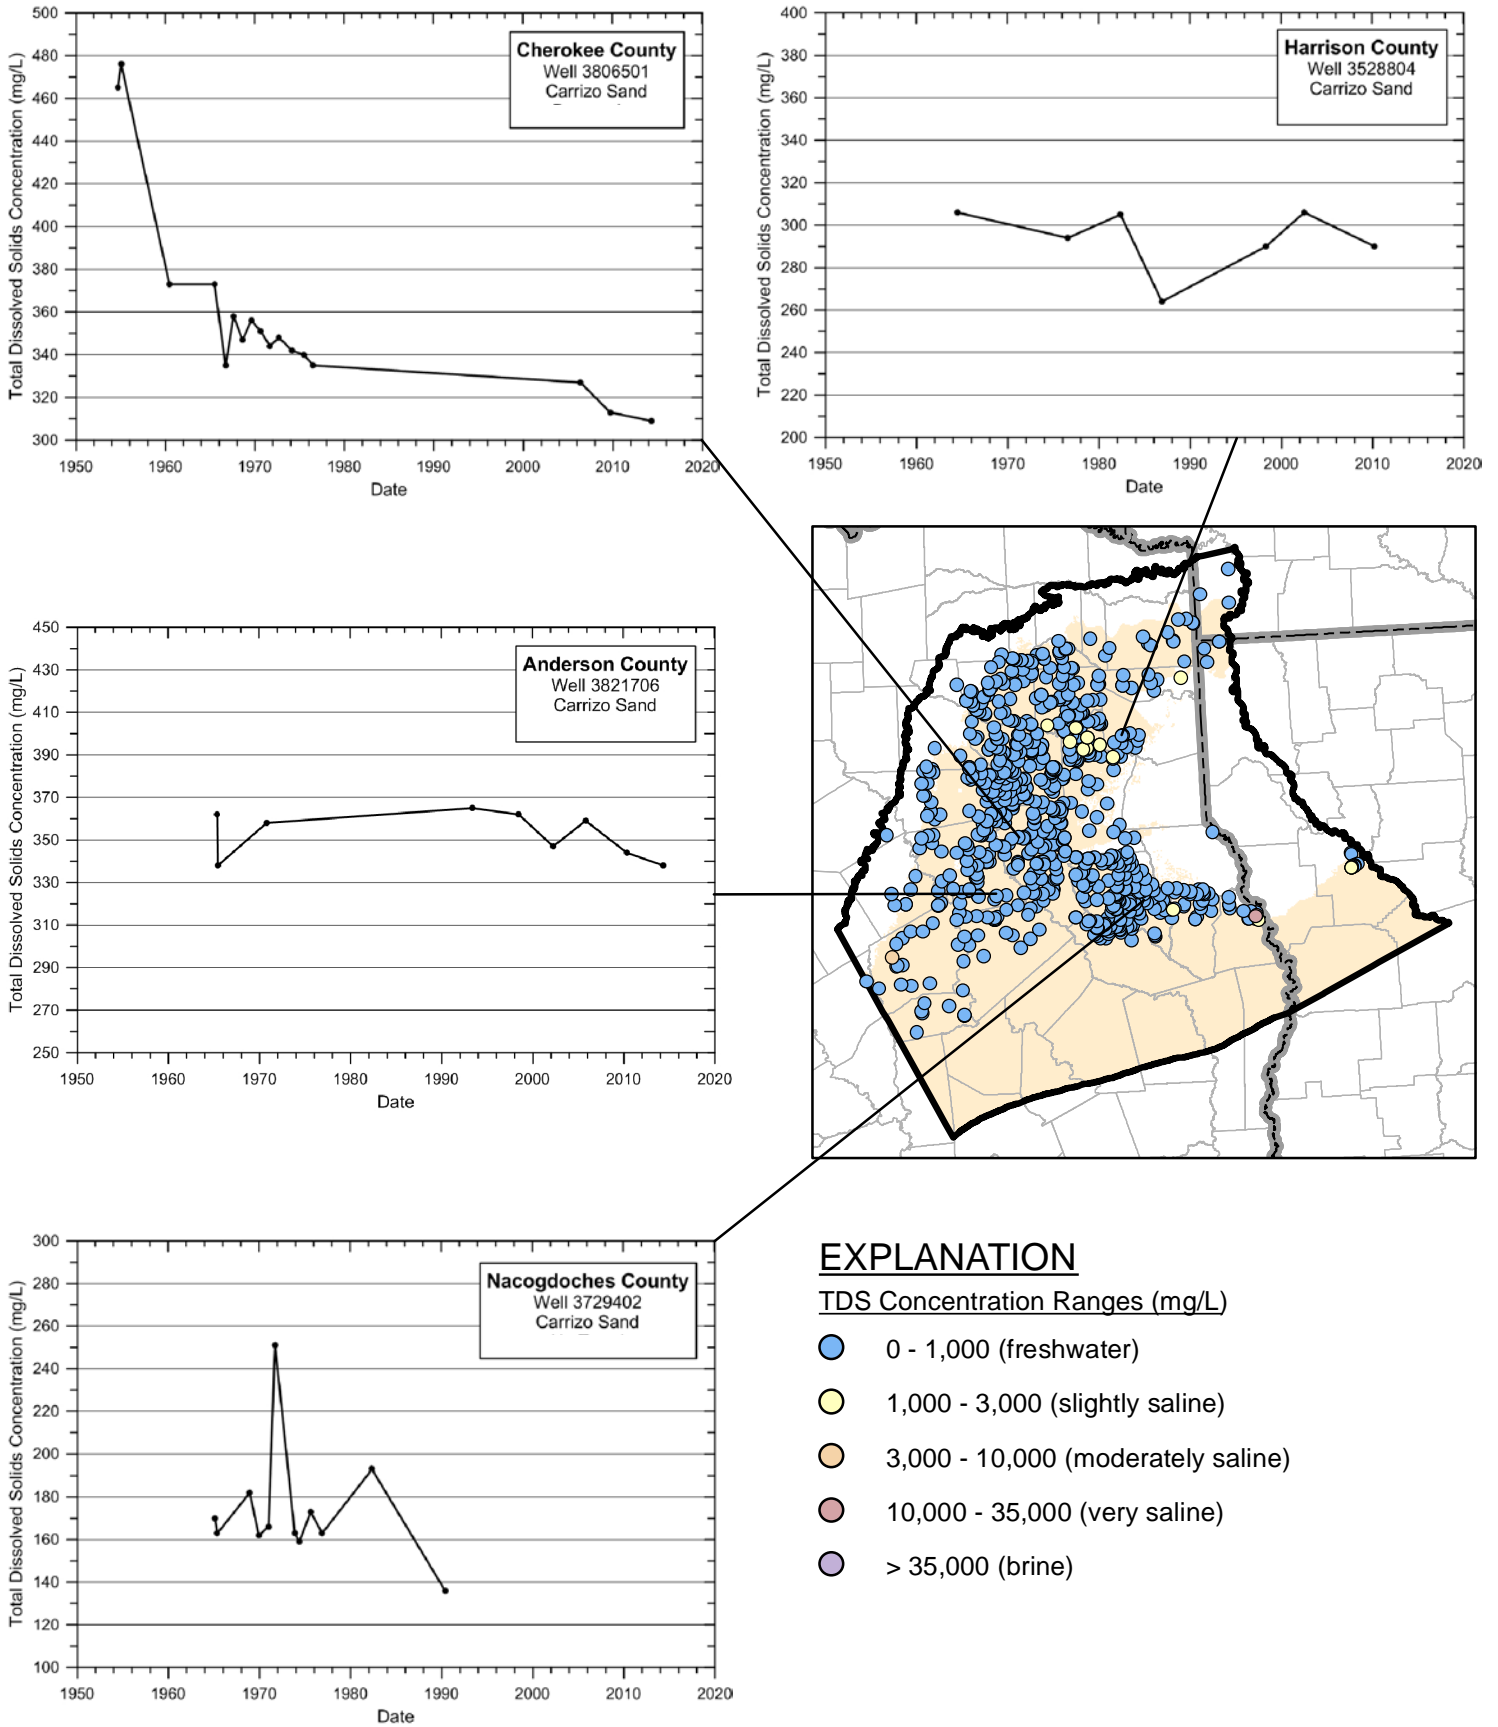 Total Dissolved Solids Concentration (mg/L)
500
480
460
440
420
400
380
360
340
320
300
Cherokee County
Well 3806501
Carrizo Sand
1950 1960 1970 1980 1990 2000 2010 2020
Date
Total Dissolved Solids Concentration (mg/L)
400
380
360
340
320
300
280
260
240
220
200
Harrison County
Well 3528804
Carrizo Sand
1950 1960 1970 1980 1990 2000 2010 2020
Date
Total Dissolved Solids Concentration (mg/L)
450
430
410
390
370
350
330
310
290
270
250
Anderson County
Well 3821706
Carrizo Sand
1950 1960 1970 1980 1990 2000 2010 2020
Date
Total Dissolved Solids Concentration (mg/L)
300
280
260
240
220
200
180
160
140
120
100
Nacogdoches County
Well 3729402
Carrizo Sand
1950 1960 1970 1980 1990 2000 2010 2020
Date
EXPLANATION
TDS Concentration Ranges (mg/L)
0 - 1,000 (freshwater)
1,000 - 3,000 (slightly saline)
3,000 - 10,000 (moderately saline)
10,000 - 35,000 (very saline)
> 35,000 (brine)